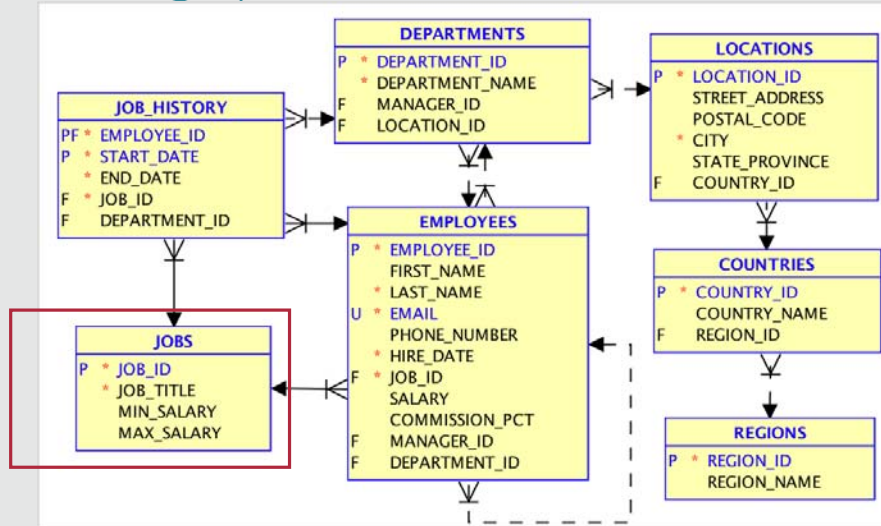 DEPARTMENTS
P * DEPARTMENT_ID
* DEPARTMENT_NAME
F MANAGER_ID
F LOCATION_ID
LOCATIONS
P * LOCATION_ID
STREET_ADDRESS
POSTAL_CODE
* CITY
STATE_PROVINCE
F COUNTRY_ID
JOB_HISTORY
PF * EMPLOYEE_ID
P * START_DATE
* END_DATE
F * JOB_ID
F DEPARTMENT_ID
EMPLOYEES
P * EMPLOYEE_ID
FIRST_NAME
* LAST_NAME
U * EMAIL
PHONE_NUMBER
* HIRE_DATE
F * JOB_ID
SALARY
COMMISSION_PCT
F MANAGER_ID
F DEPARTMENT_ID
COUNTRIES
P * COUNTRY_ID
COUNTRY_NAME
F REGION_ID
JOBS
P * JOB_ID
* JOB_TITLE
MIN_SALARY
MAX_SALARY
REGIONS
P * REGION_ID
REGION_NAME